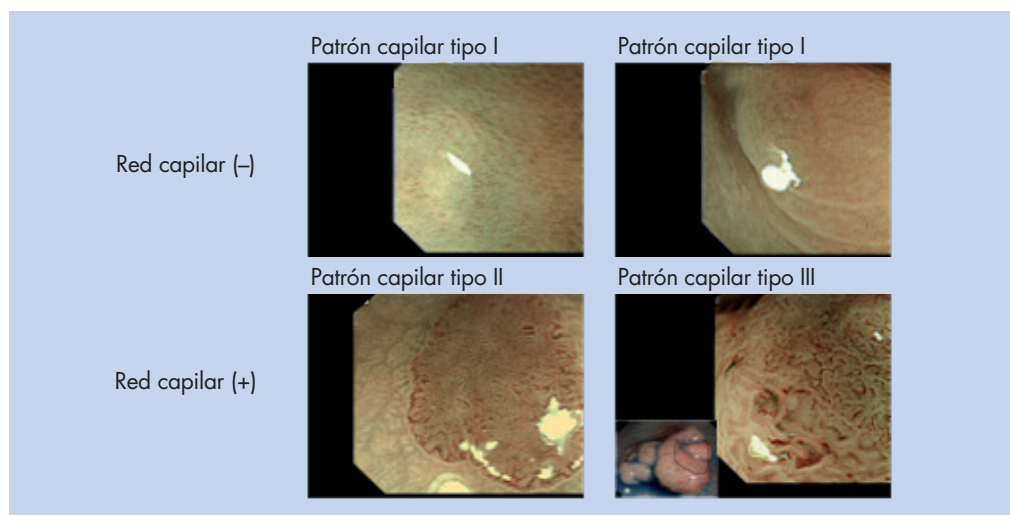 Patrón capilar tipo I
Patrón capilar tipo I
Red capilar (–)
Patrón capilar tipo II
Patrón capilar tipo III
Red capilar (+)